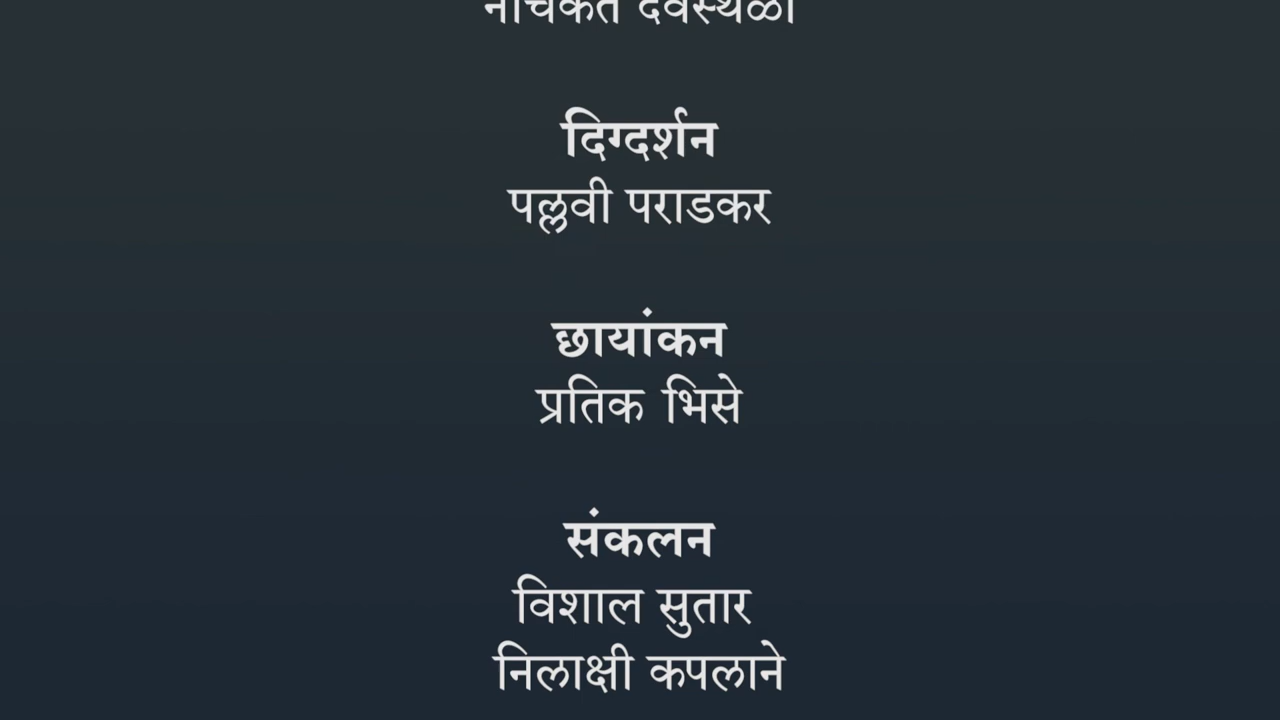 दिग्दर्शन
पल्लवी पराडकर
छायांकन
प्रतिक भिसे
संकलन
विशाल सुतार
निलाक्षी कपलाने